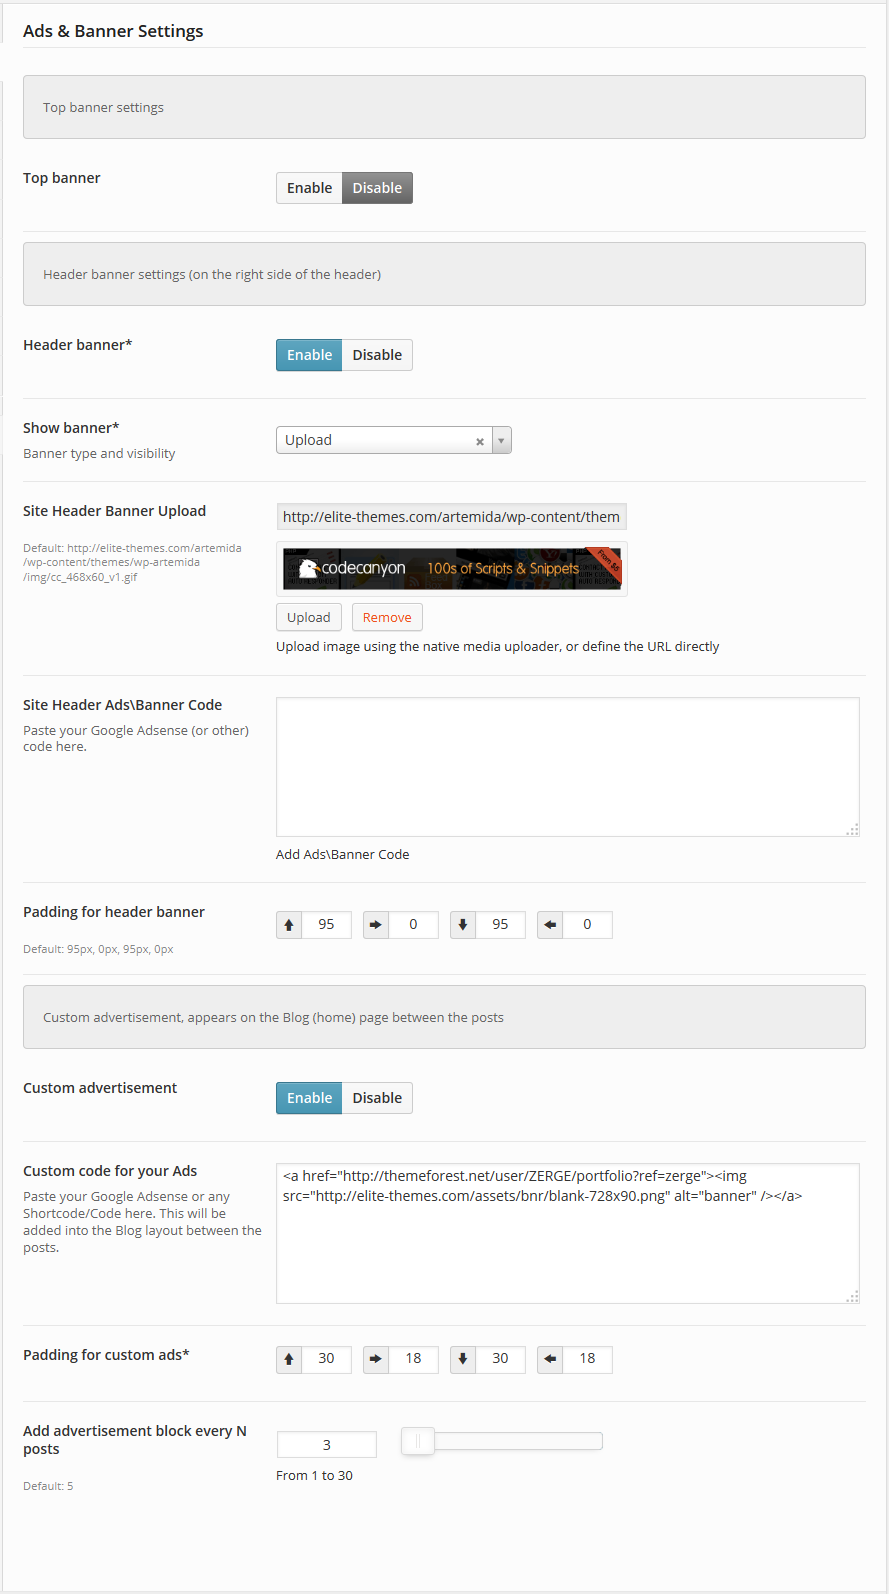 Ads & Banner Settings
Top banner settings
Top banner
Enable Disable
Header banner settings (on the right side of the header)
Header banner*
Enable Disable
Show banner*
Banner type and visibility
Upload
Site Header Banner Upload
Default: http://elite-themes.com/artemida
/wp-content/themes/wp-artemida
/img/cc_468x60_v1.gif
http://elite-themes.com/artemida/wp-content/them
codecanyon 100s of Scripts & Snippets From $5
Upload Remove
Upload image using the native media uploader, or define the URL directly
Site Header Ads\Banner Code
Paste your Google Adsense (or other)
code here.
Add Ads\Banner Code
Padding for header banner
Default: 95px, 0px, 95px, 0px
95 0 95 0
Custom advertisement, appears on the Blog (home) page between the posts
Custom advertisement
Enable Disable
Custom code for your Ads
Paste your Google Adsense or any
Shortcode/Code here. This will be
added into the Blog layout between the
posts.
<a href="http://themeforest.net/user/ZERGE/portfolio?ref=zerge"><img
src="http://elite-themes.com/assets/bnr/blank-728x90.png" alt="banner" /></a>
Padding for custom ads*
30 18 30 18
Add advertisement block every N
posts
Default: 5
3
From 1 to 30